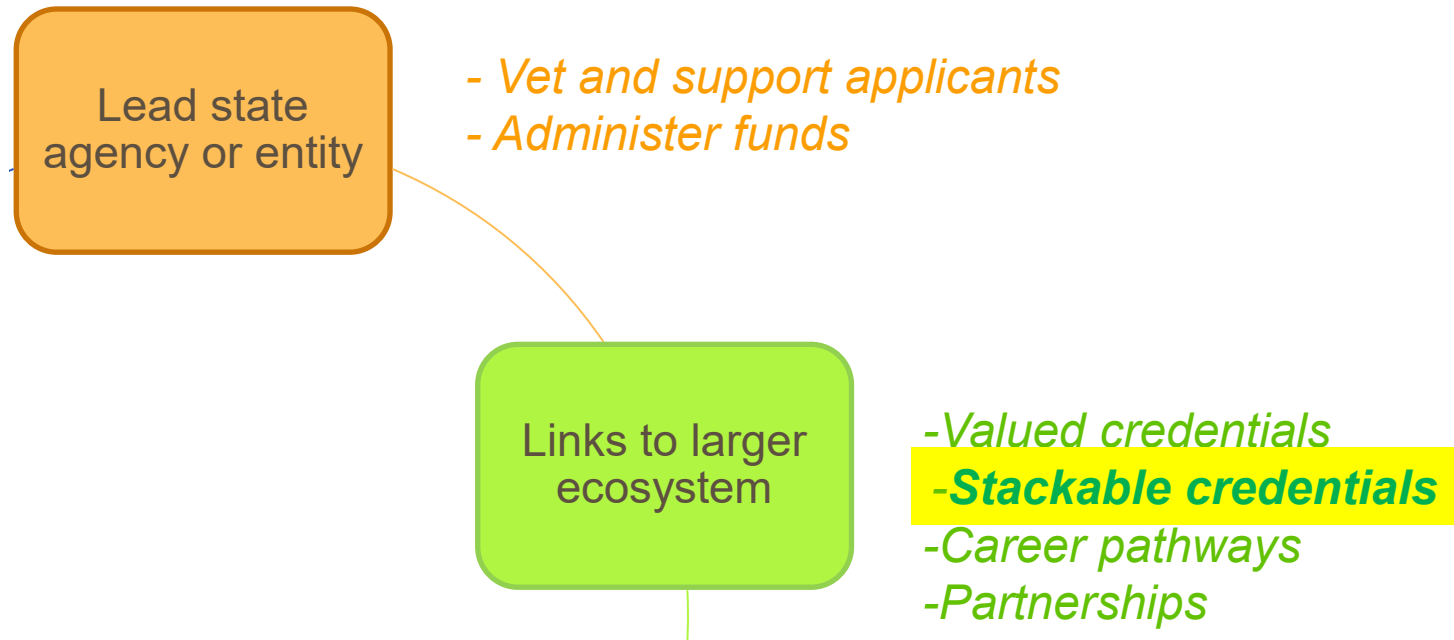 Lead state
agency or entity
- Vet and support applicants
- Administer funds
Links to larger
ecosystem
-Valued credentials
-Stackable credentials
-Career pathways
-Partnerships